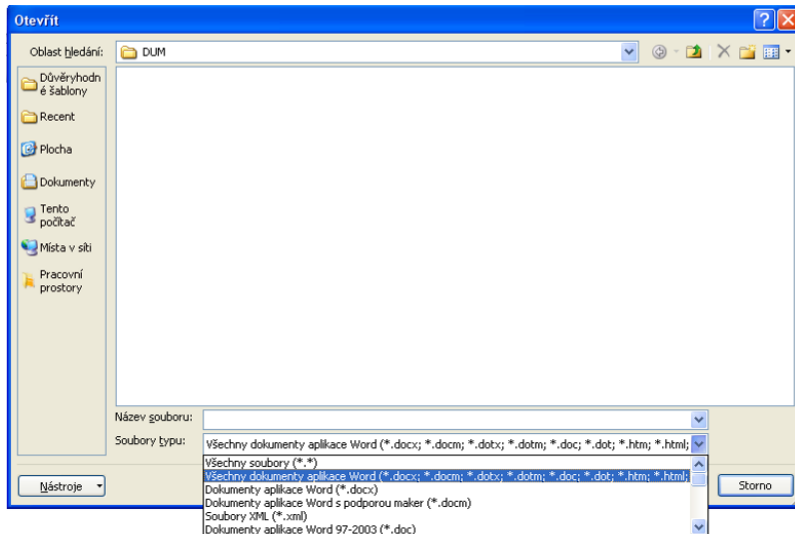 Otevřít
Oblast hledání:
DUM
Důvěryhodn
é šablony
Recent
Plocha
Dokumenty
Tento
počítač
Místa v síti
Pracovní
prostory
Název souboru:
Soubory typu:
Všechny dokumenty aplikace Word (*.docx; *.docm; *.dotx; *.dotm; *.doc; *.dot; *.htm; *.html;
Všechny soubory (*.*)
Všechny dokumenty aplikace Word (*.docx; *.docm; *.dotx; *.dotm; *.doc; *.dot; *.htm; *.html;
Dokumenty aplikace Word (*.docx)
Dokumenty aplikace Word s podporou maker (*.docm)
Soubory XML (*.xml)
Dokumenty aplikace Word 97-2003 (*.doc)
Nástroje
Storno